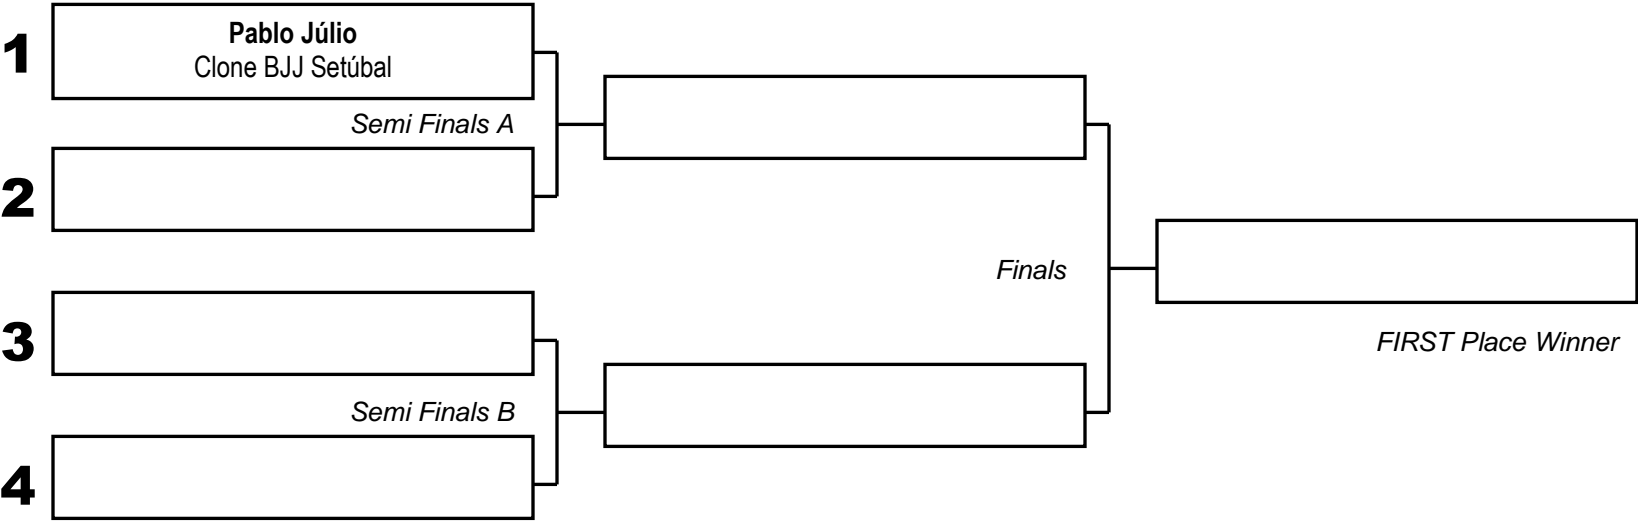 1
Pablo Júlio
Clone BJJ Setúbal
Semi Finals A
2
Finals
3
FIRST Place Winner
Semi Finals B
4